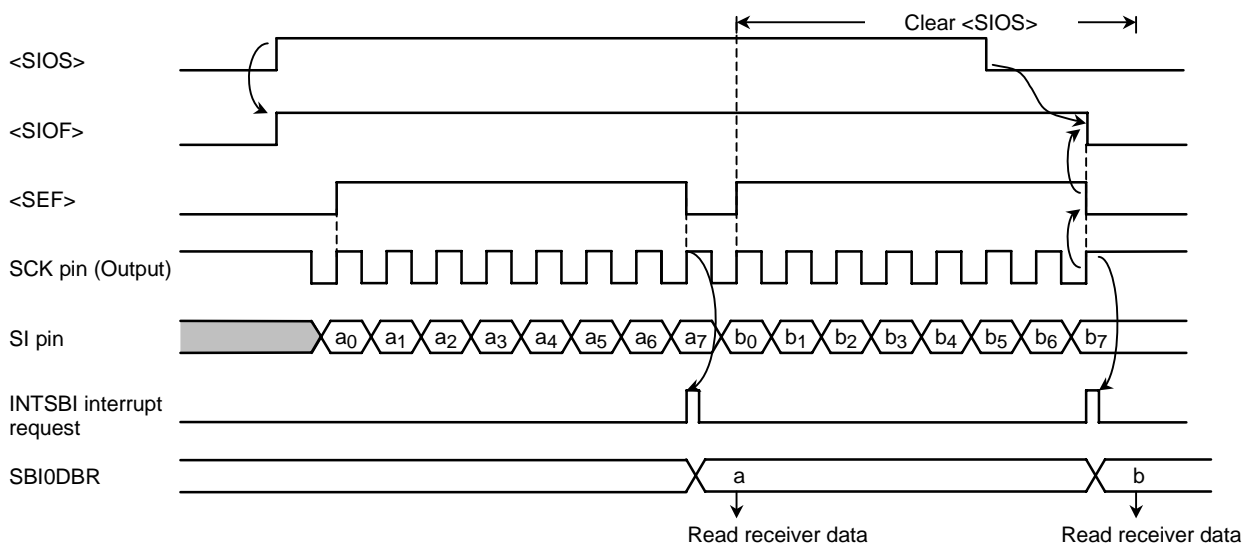 Clear <SIOS>
<SIOS>
<SIOF>
<SEF>
SCK pin (Output)
SI pin
a0 a1 a2 a3 a4 a5 a6 a7 b0 b1 b2 b3 b4 b5 b6 b7
INTSBI interrupt
request
SBI0DBR
a b
Read receiver data Read receiver data